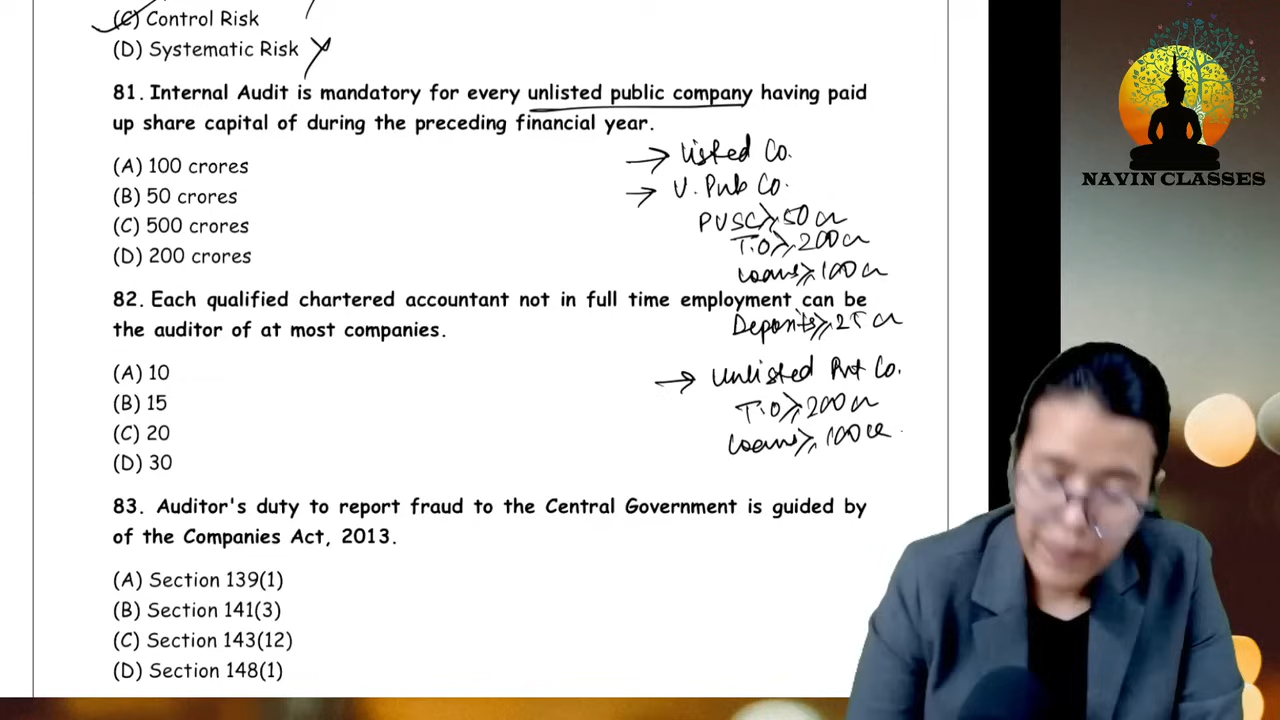 (C) Control Risk
(D) Systematic Risk
81. Internal Audit is mandatory for every unlisted public company having paid
up share capital of during the preceding financial year.
(A) 100 crores
(B) 50 crores
(C) 500 crores
(D) 200 crores
→ Listed Co.
→ U. Pub Co.
PUSC ≥ 50 cr
T.O ≥ 200 cr
Loans ≥ 100 cr
82. Each qualified chartered accountant not in full time employment can be
the auditor of at most companies.
Deposits ≥ 25 cr
(A) 10
(B) 15
(C) 20
(D) 30
→ Unlisted Pvt Co.
T.O ≥ 200 cr
Loans ≥ 100 cr.
83. Auditor's duty to report fraud to the Central Government is guided by
of the Companies Act, 2013.
(A) Section 139(1)
(B) Section 141(3)
(C) Section 143(12)
(D) Section 148(1)
NAVIN CLASSES